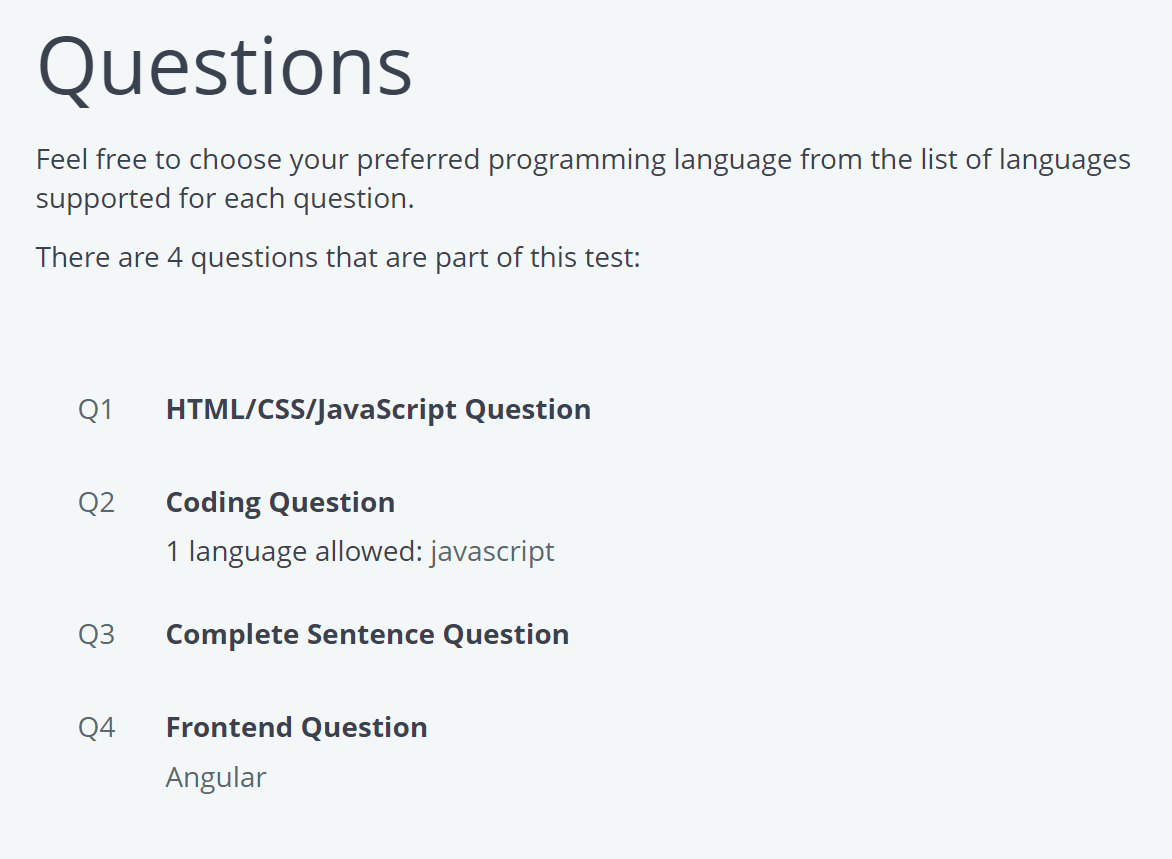 Questions
Feel free to choose your preferred programming language from the list of languages
supported for each question.
There are 4 questions that are part of this test:
Q1 HTML/CSS/JavaScript Question
Q2 Coding Question
1 language allowed: javascript
Q3 Complete Sentence Question
Q4 Frontend Question
Angular